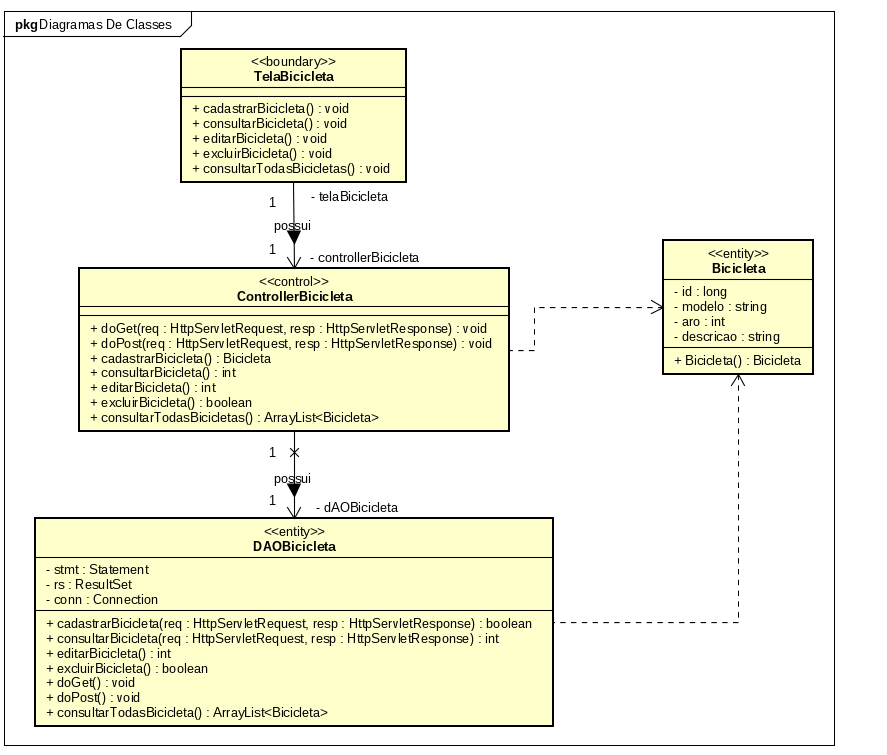 pkg Diagramas De Classes
<<boundary>>
TelaBicicleta
+ cadastrarBicicleta() : void
+ consultarBicicleta() : void
+ editarBicicleta() : void
+ excluirBicicleta() : void
+ consultarTodasBicicletas() : void
1
- telaBicicleta
possui
1
- controllerBicicleta
<<control>>
ControllerBicicleta
+ doGet(req : HttpServletRequest, resp : HttpServletResponse) : void
+ doPost(req : HttpServletRequest, resp : HttpServletResponse) : void
+ cadastrarBicicleta() : Bicicleta
+ consultarBicicleta() : int
+ editarBicicleta() : int
+ excluirBicicleta() : boolean
+ consultarTodasBicicletas() : ArrayList<Bicicleta>
<<entity>>
Bicicleta
- id : long
- modelo : string
- aro : int
- descricao : string
+ Bicicleta() : Bicicleta
1
possui
1
- dAOBicicleta
<<entity>>
DAOBicicleta
- stmt : Statement
- rs : ResultSet
- conn : Connection
+ cadastrarBicicleta(req : HttpServletRequest, resp : HttpServletResponse) : boolean
+ consultarBicicleta(req : HttpServletRequest, resp : HttpServletResponse) : int
+ editarBicicleta() : int
+ excluirBicicleta() : boolean
+ doGet() : void
+ doPost() : void
+ consultarTodasBicicleta() : ArrayList<Bicicleta>